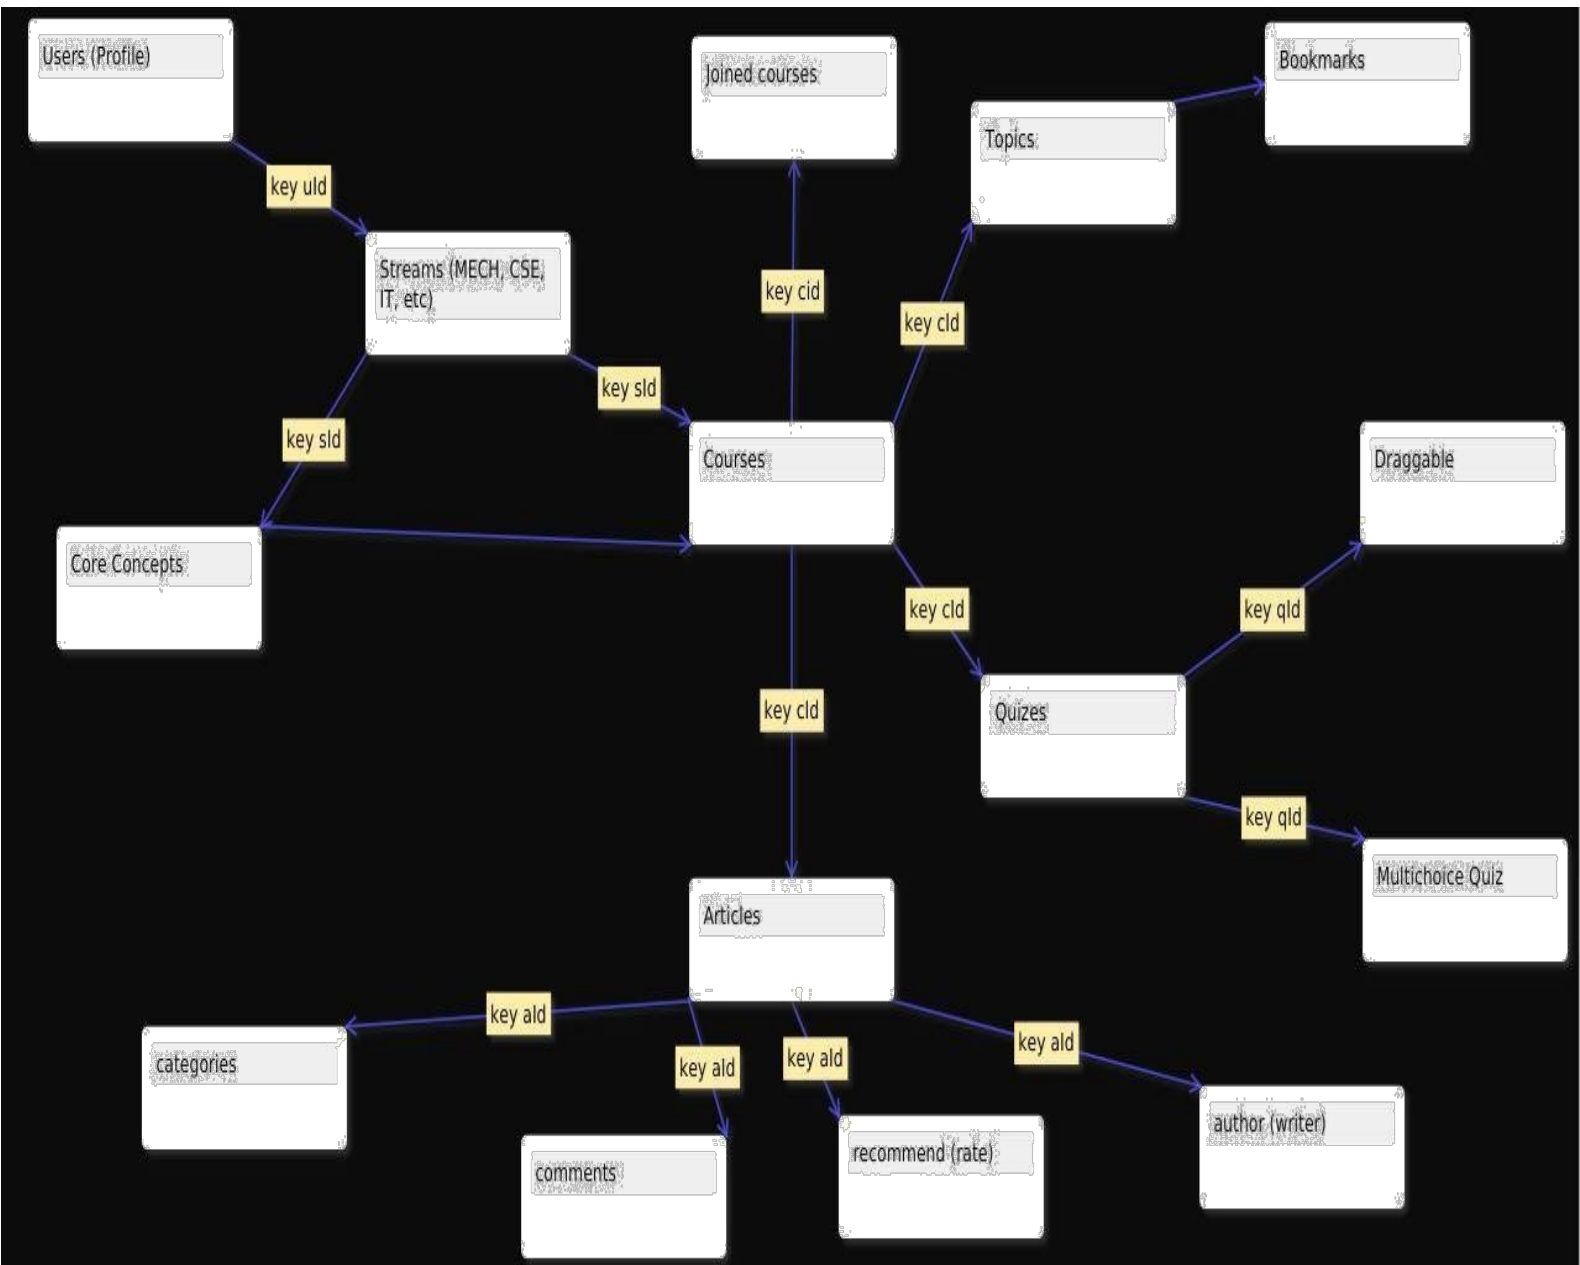 Users (Profile)
Joined courses
Bookmarks
Topics
key uId
Streams (MECH, CSE,
IT, etc)
key cid
key cId
key sId
key sId
Courses
Draggable
Core Concepts
key cId
key qId
key cId
Quizes
key qId
Multichoice Quiz
Articles
key aId
key aId
key aId
key aId
categories
comments
recommend (rate)
author (writer)